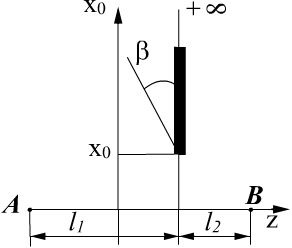 x₀ +∞
β
x₀
A B
l₁ l₂ z